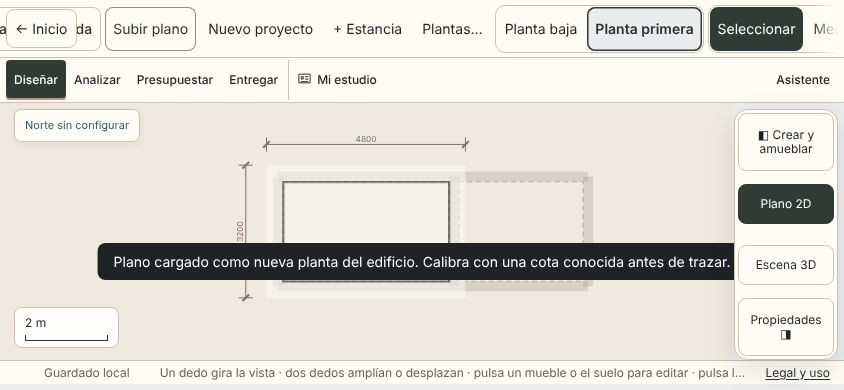 a
← Inicio
da
Subir plano
Nuevo proyecto
+ Estancia
Plantas...
Planta baja
Planta primera
Seleccionar
Diseñar
Analizar
Presupuestar
Entregar
Mi estudio
Asistente
Norte sin configurar
4800
3200
Crear y
amueblar
Plano 2D
Plano cargado como nueva planta del edificio. Calibra con una cota conocida antes de trazar.
Escena 3D
Propiedades
2 m
Guardado local
Un dedo gira la vista · dos dedos amplían o desplazan · pulsa un mueble o el suelo para editar · pulsa l...
Legal y uso